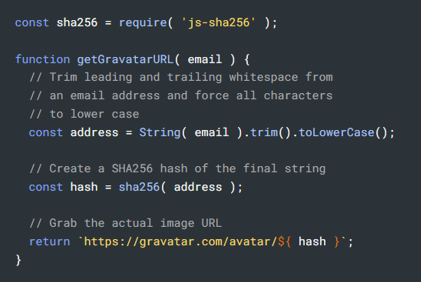 const sha256 = require( 'js-sha256' );
function getGravatarURL( email ) {
// Trim leading and trailing whitespace from
// an email address and force all characters
// to lower case
const address = String( email ).trim().toLowerCase();
// Create a SHA256 hash of the final string
const hash = sha256( address );
// Grab the actual image URL
return `https://gravatar.com/avatar/${ hash }`;
}